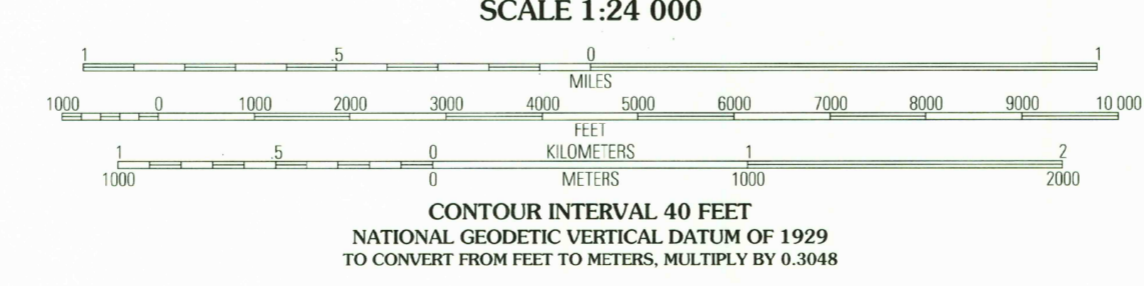 SCALE 1:24 000
1 .5 0 1
MILES
1000 0 1000 2000 3000 4000 5000 6000 7000 8000 9000 10 000
FEET
1 .5 0 KILOMETERS 1 2
1000 0 METERS 1000 2000
CONTOUR INTERVAL 40 FEET
NATIONAL GEODETIC VERTICAL DATUM OF 1929
TO CONVERT FROM FEET TO METERS, MULTIPLY BY 0.3048